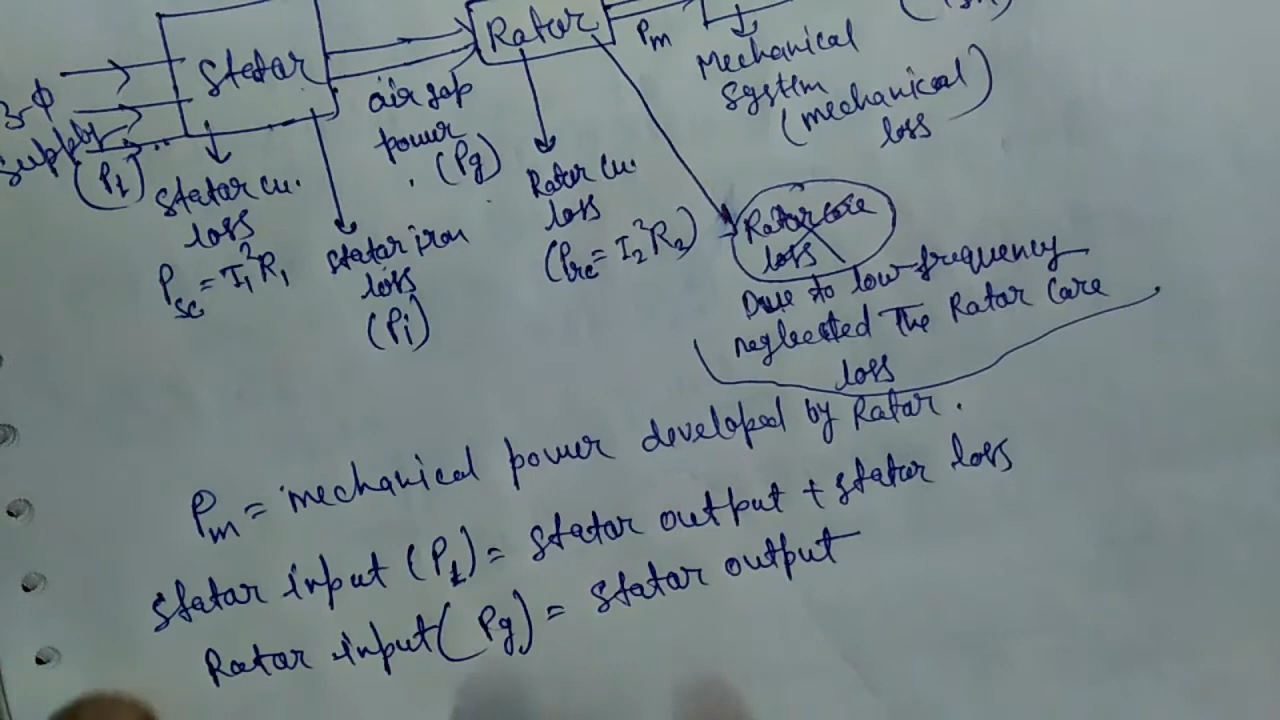 Stator
Rotor
Pm
3-Φ
supply
(P1)
air gap
power
(Pg)
Mechanical
System
(mechanical)
loss
Stator cu.
loss
Psc = I1²R1
Stator iron
loss
(Pi)
Rotor cu.
loss
(Prc = I2²R2)
Rotor core
loss
Due to low frequency
neglected The Rotor Core
loss
Pm = mechanical power developed by Rotor.
Stator input (P1) = stator output + stator loss
Rotor input (Pg) = stator output